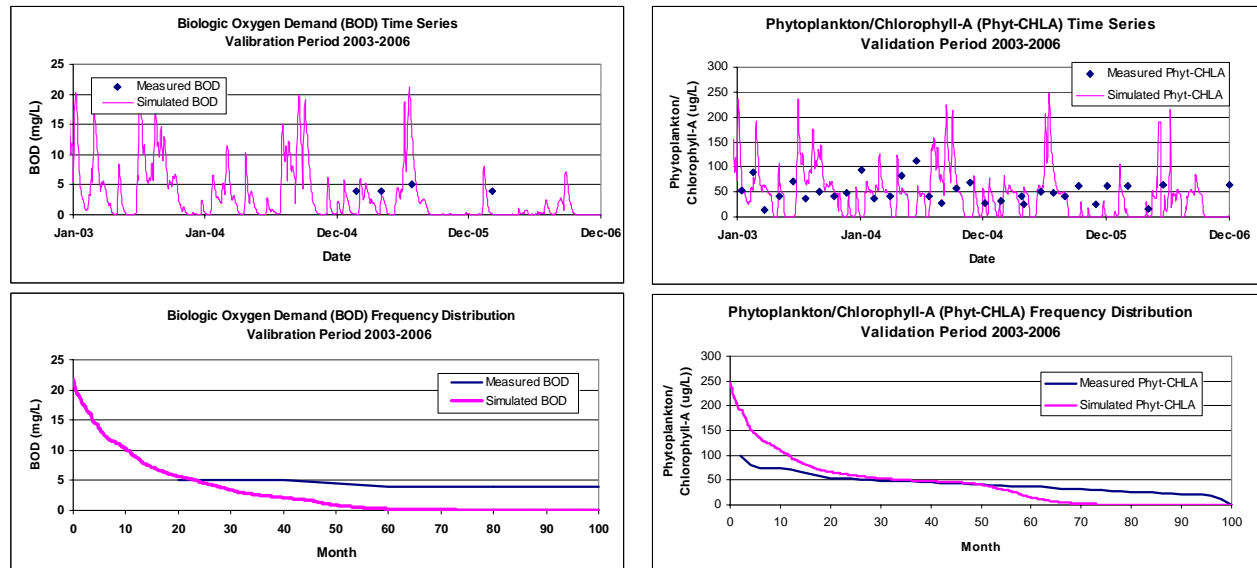 Biologic Oxygen Demand (BOD) Time Series
Valibration Period 2003-2006
25
20
15
10
5
0
BOD (mg/L)
Measured BOD
Simulated BOD
Jan-03
Jan-04
Dec-04
Dec-05
Dec-06
Date
Phytoplankton/Chlorophyll-A (Phyt-CHLA) Time Series
Validation Period 2003-2006
300
250
200
150
100
50
0
Phytoplankton/
Chlorophyll-A (ug/L)
Measured Phyt-CHLA
Simulated Phyt-CHLA
Jan-03
Jan-04
Dec-04
Dec-05
Dec-06
Date
Biologic Oxygen Demand (BOD) Frequency Distribution
Valibration Period 2003-2006
25
20
15
10
5
0
BOD (mg/L)
Measured BOD
Simulated BOD
0
10
20
30
40
50
60
70
80
90
100
Month
Phytoplankton/Chlorophyll-A (Phyt-CHLA) Frequency Distribution
Validation Period 2003-2006
300
250
200
150
100
50
0
Phytoplankton/
Chlorophyll-A (ug/L))
Measured Phyt-CHLA
Simulated Phyt-CHLA
0
10
20
30
40
50
60
70
80
90
100
Month